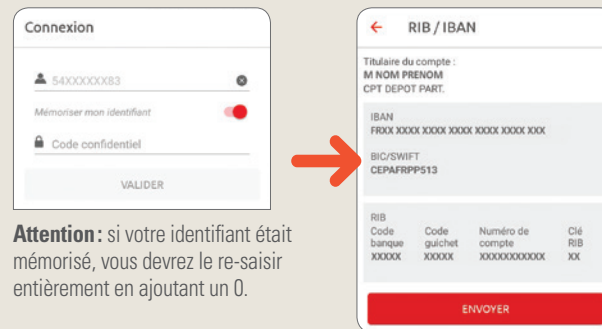 Connexion
54XXXXXX83
Mémoriser mon identifiant
Code confidentiel
VALIDER
Attention : si votre identifiant était
mémorisé, vous devrez le re-saisir
entièrement en ajoutant un 0.
RIB / IBAN
Titulaire du compte :
M NOM PRENOM
CPT DEPOT PART.
IBAN
FRXX XXXX XXXX XXXX XXXX XXXX XXX
BIC/SWIFT
CEPAFRPP513
RIB
Code banque Code guichet Numéro de compte Clé RIB
XXXXX XXXXX XXXXXXXXXXX XX
ENVOYER